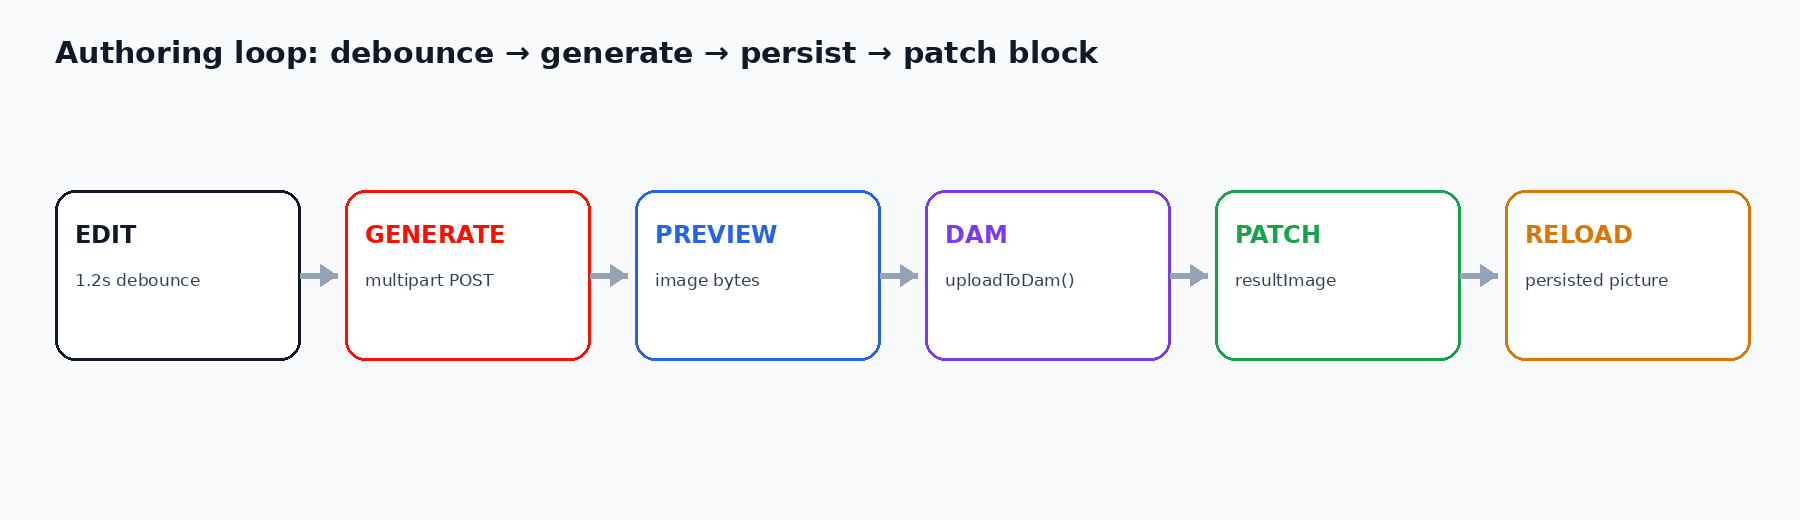 Authoring loop: debounce → generate → persist → patch block
EDIT
1.2s debounce
GENERATE
multipart POST
PREVIEW
image bytes
DAM
uploadToDam()
PATCH
resultImage
RELOAD
persisted picture